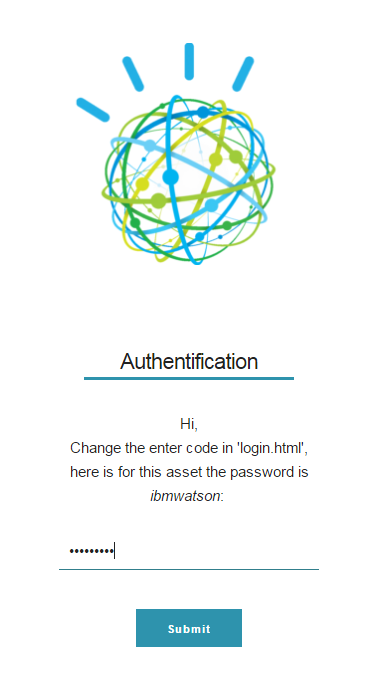 Authentification
Hi,
Change the enter code in 'login.html',
here is for this asset the password is
ibmwatson:
•••••••••
Submit